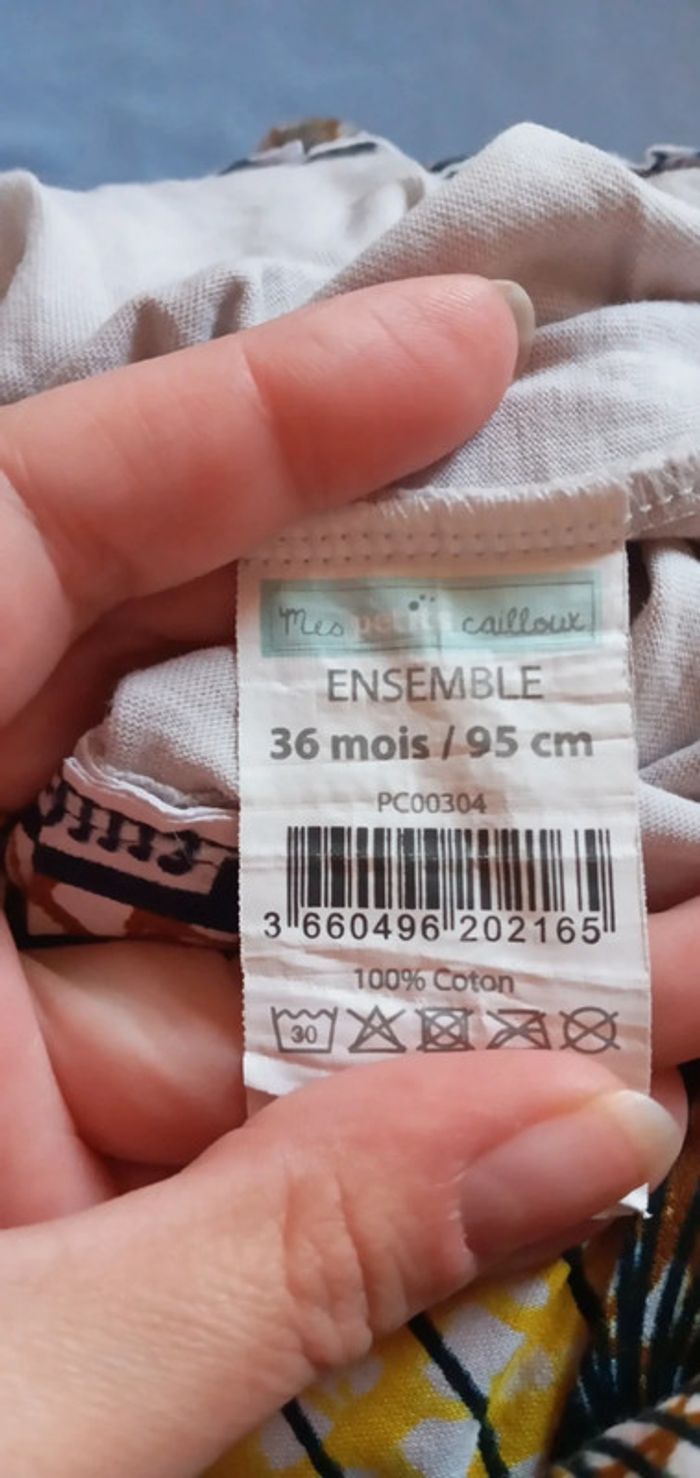 Mes petits cailloux
ENSEMBLE
36 mois / 95 cm
PC00304
3 660496 202165
100% Coton
30